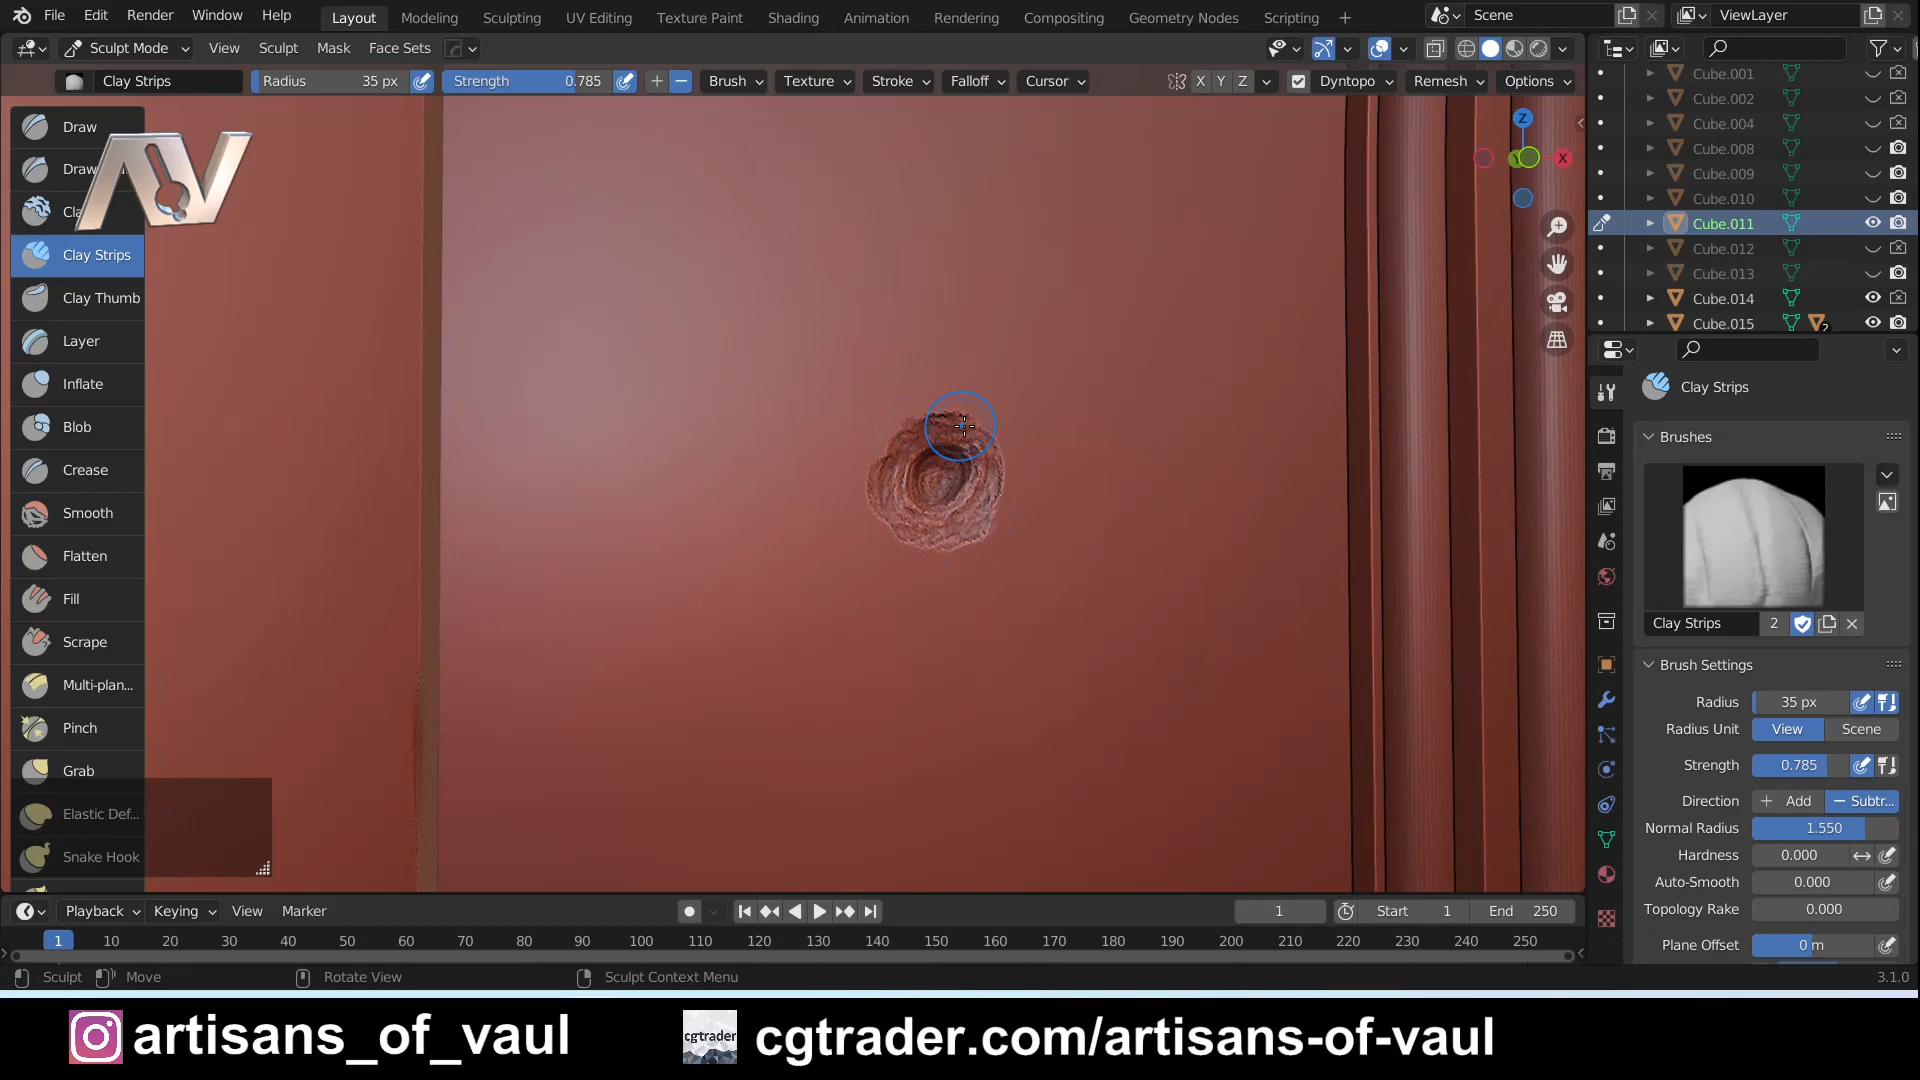 File Edit Render Window Help Layout Modeling Sculpting UV Editing Texture Paint Shading Animation Rendering Compositing Geometry Nodes Scripting + Scene ViewLayer
Sculpt Mode View Sculpt Mask Face Sets
Clay Strips Radius 35 px Strength 0.785 Brush Texture Stroke Falloff Cursor X Y Z Dyntopo Remesh Options
Draw
Draw
Cla
Clay Strips
Clay Thumb
Layer
Inflate
Blob
Crease
Smooth
Flatten
Fill
Scrape
Multi-plan...
Pinch
Grab
Elastic Def...
Snake Hook
AV
Z
Y X
Cube.001
Cube.002
Cube.004
Cube.008
Cube.009
Cube.010
Cube.011
Cube.012
Cube.013
Cube.014
Cube.015 2
Clay Strips
Brushes
Clay Strips 2
Brush Settings
Radius 35 px
Radius Unit View Scene
Strength 0.785
Direction + Add − Subtr...
Normal Radius 1.550
Hardness 0.000
Auto-Smooth 0.000
Topology Rake 0.000
Plane Offset 0 m
Playback Keying View Marker 1 Start 1 End 250
1 10 20 30 40 50 60 70 80 90 100 110 120 130 140 150 160 170 180 190 200 210 220 230 240 250
Sculpt Move Rotate View Sculpt Context Menu 3.1.0
artisans_of_vaul cgtrader cgtrader.com/artisans-of-vaul